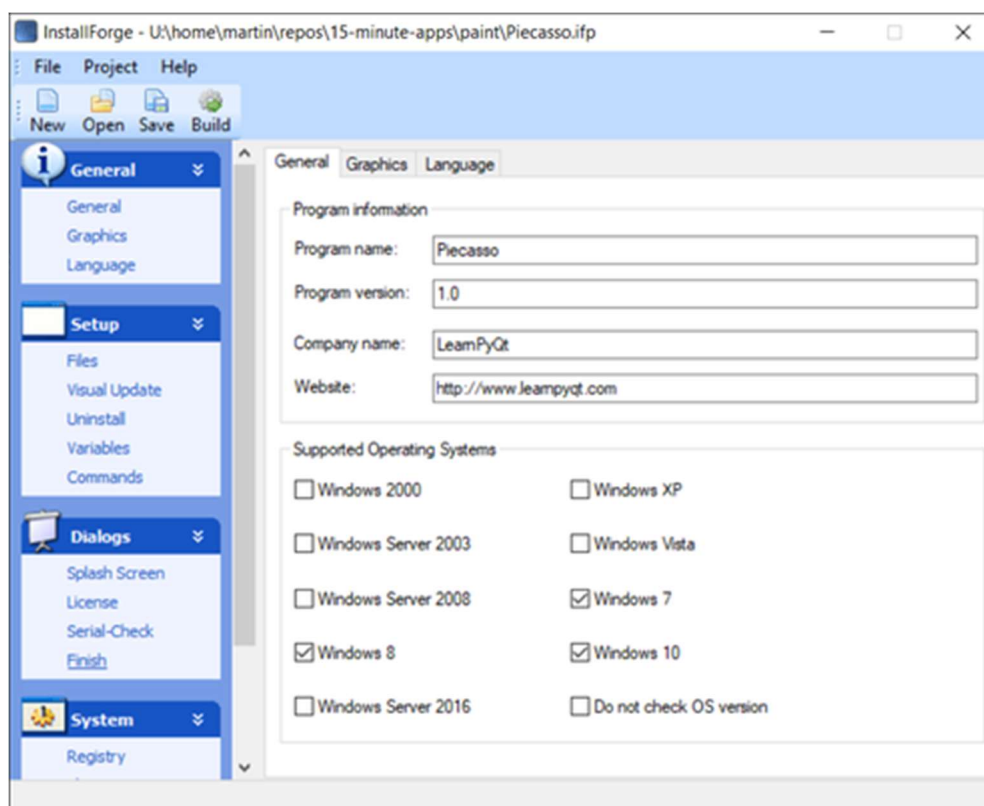 InstallForge - U:\home\martin\repos\15-minute-apps\paint\Piecasso.ifp
File Project Help
New Open Save Build
General
General
Graphics
Language
Setup
Files
Visual Update
Uninstall
Variables
Commands
Dialogs
Splash Screen
License
Serial-Check
Finish
System
Registry
General Graphics Language
Program information
Program name: Piecasso
Program version: 1.0
Company name: LearnPyQt
Website: http://www.learnpyqt.com
Supported Operating Systems
Windows 2000 Windows XP
Windows Server 2003 Windows Vista
Windows Server 2008 Windows 7
Windows 8 Windows 10
Windows Server 2016 Do not check OS version